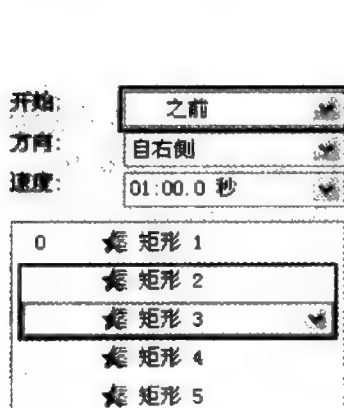 开始: 之前
方向: 自右侧
速度: 01:00.0 秒
0 矩形 1
矩形 2
矩形 3
矩形 4
矩形 5